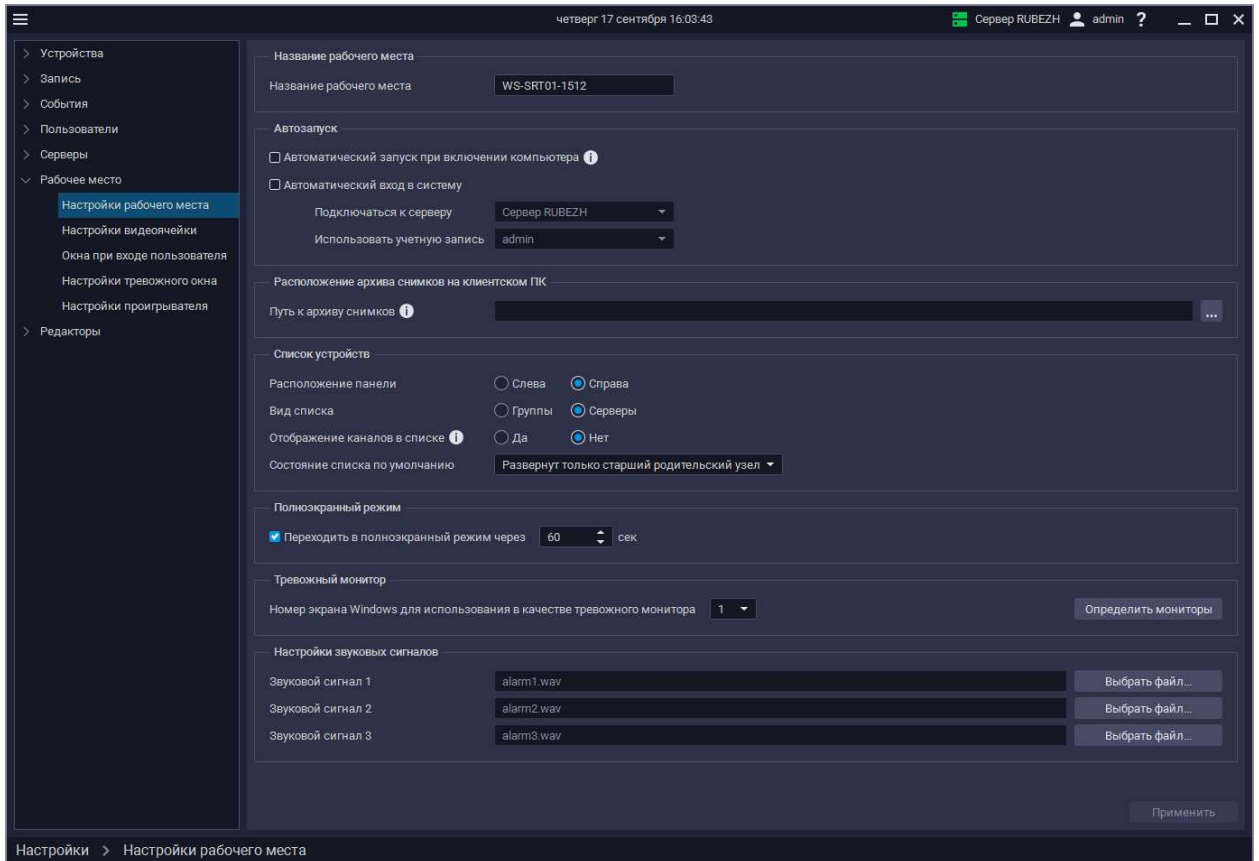 четверг 17 сентября 16:03:43 Сервер RUBEZH admin ?
Устройства
Запись
События
Пользователи
Серверы
Рабочее место
Настройки рабочего места
Настройки видеоячейки
Окна при входе пользователя
Настройки тревожного окна
Настройки проигрывателя
Редакторы
Название рабочего места
Название рабочего места WS-SRT01-1512
Автозапуск
Автоматический запуск при включении компьютера i
Автоматический вход в систему
Подключаться к серверу Сервер RUBEZH
Использовать учетную запись admin
Расположение архива снимков на клиентском ПК
Путь к архиву снимков i ...
Список устройств
Расположение панели Слева Справа
Вид списка Группы Серверы
Отображение каналов в списке i Да Нет
Состояние списка по умолчанию Развернут только старший родительский узел
Полноэкранный режим
Переходить в полноэкранный режим через 60 сек
Тревожный монитор
Номер экрана Windows для использования в качестве тревожного монитора 1 Определить мониторы
Настройки звуковых сигналов
Звуковой сигнал 1 alarm1.wav Выбрать файл...
Звуковой сигнал 2 alarm2.wav Выбрать файл...
Звуковой сигнал 3 alarm3.wav Выбрать файл...
Применить
Настройки > Настройки рабочего места